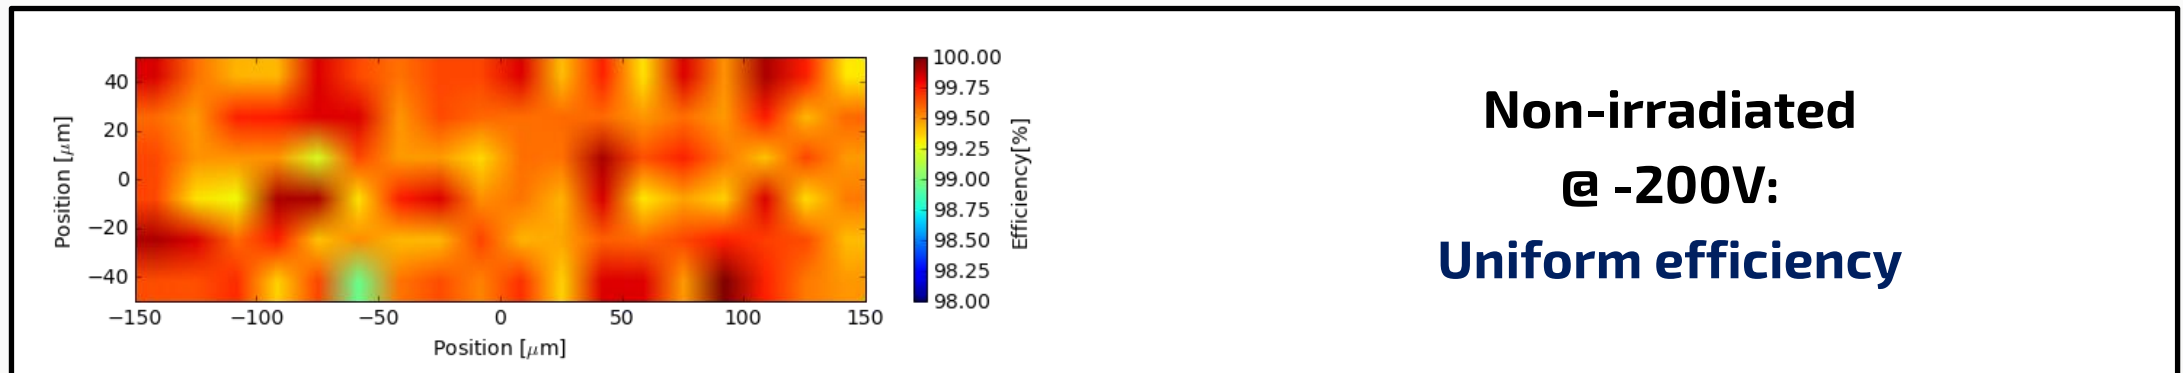 40
20
0
−20
−40
Position [μm]
−150 −100 −50 0 50 100 150
Position [μm]
100.00
99.75
99.50
99.25
99.00
98.75
98.50
98.25
98.00
Efficiency[%]
Non-irradiated
@ -200V:
Uniform efficiency